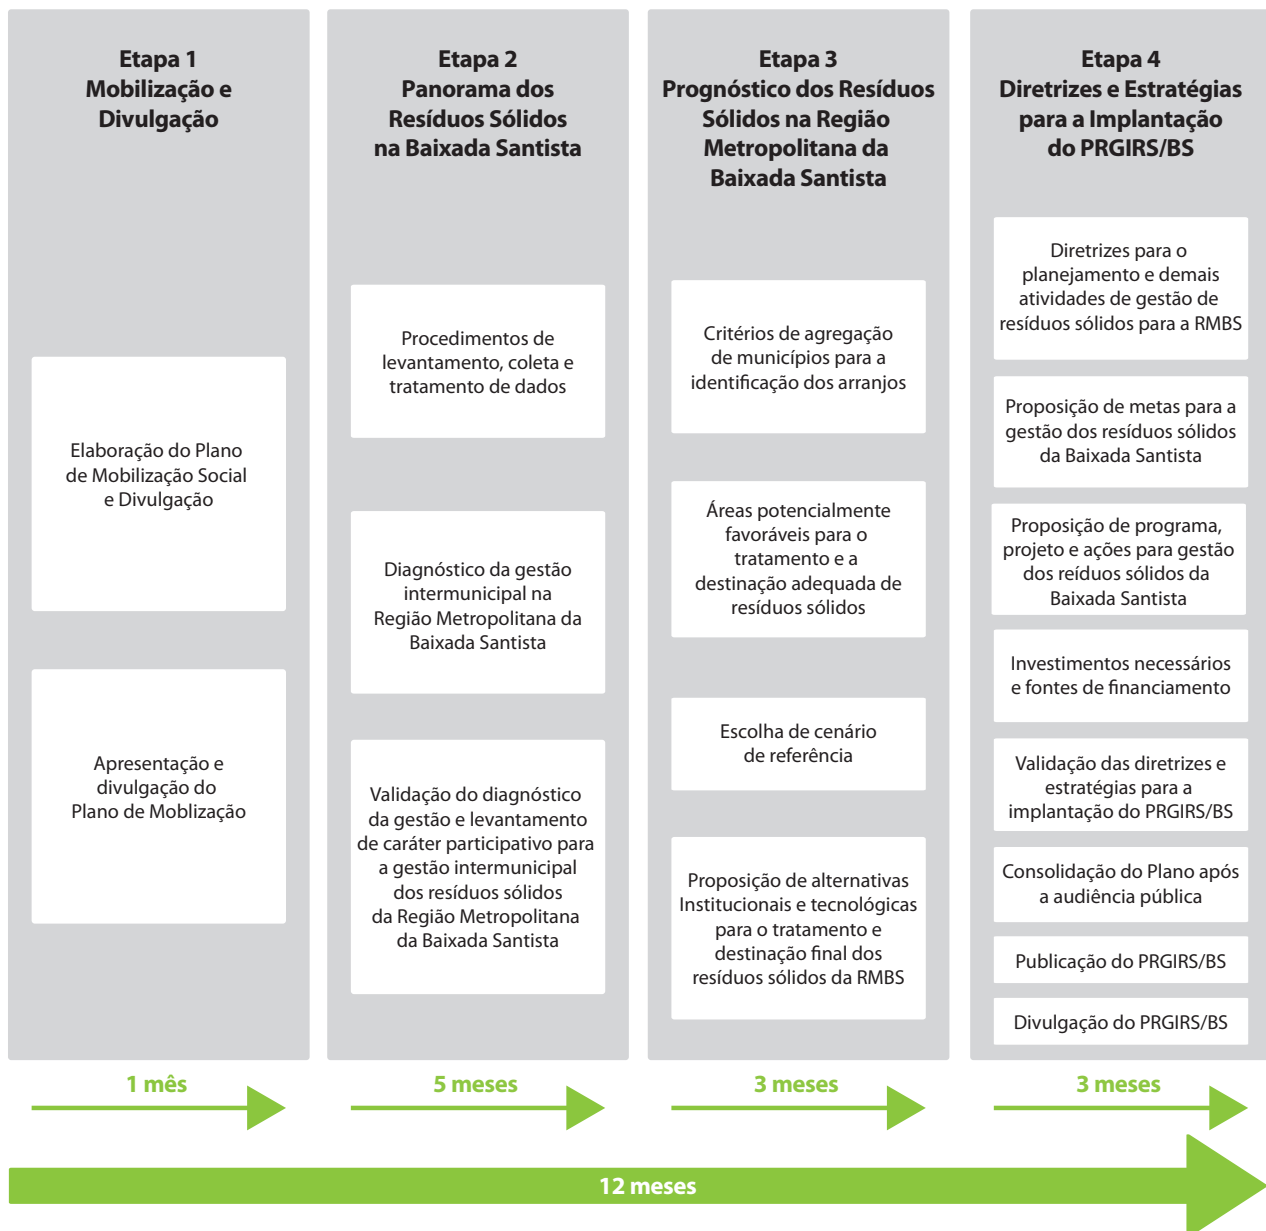 Etapa 1
Mobilização e
Divulgação
Elaboração do Plano
de Mobilização Social
e Divulgação
Apresentação e
divulgação do
Plano de Moblização
1 mês
Etapa 2
Panorama dos
Resíduos Sólidos
na Baixada Santista
Procedimentos de
levantamento, coleta e
tratamento de dados
Diagnóstico da gestão
intermunicipal na
Região Metropolitana da
Baixada Santista
Validação do diagnóstico
da gestão e levantamento
de caráter participativo para
a gestão intermunicipal
dos resíduos sólidos
da Região Metropolitana
da Baixada Santista
5 meses
Etapa 3
Prognóstico dos Resíduos
Sólidos na Região
Metropolitana da
Baixada Santista
Critérios de agregação
de municípios para a
identificação dos arranjos
Áreas potencialmente
favoráveis para o
tratamento e a
destinação adequada de
resíduos sólidos
Escolha de cenário
de referência
Proposição de alternativas
Institucionais e tecnológicas
para o tratamento e
destinação final dos
resíduos sólidos da RMBS
3 meses
Etapa 4
Diretrizes e Estratégias
para a Implantação
do PRGIRS/BS
Diretrizes para o
planejamento e demais
atividades de gestão de
resíduos sólidos para a RMBS
Proposição de metas para a
gestão dos resíduos sólidos
da Baixada Santista
Proposição de programa,
projeto e ações para gestão
dos reíduos sólidos da
Baixada Santista
Investimentos necessários
e fontes de financiamento
Validação das diretrizes e
estratégias para a
implantação do PRGIRS/BS
Consolidação do Plano após
a audiência pública
Publicação do PRGIRS/BS
Divulgação do PRGIRS/BS
3 meses
12 meses